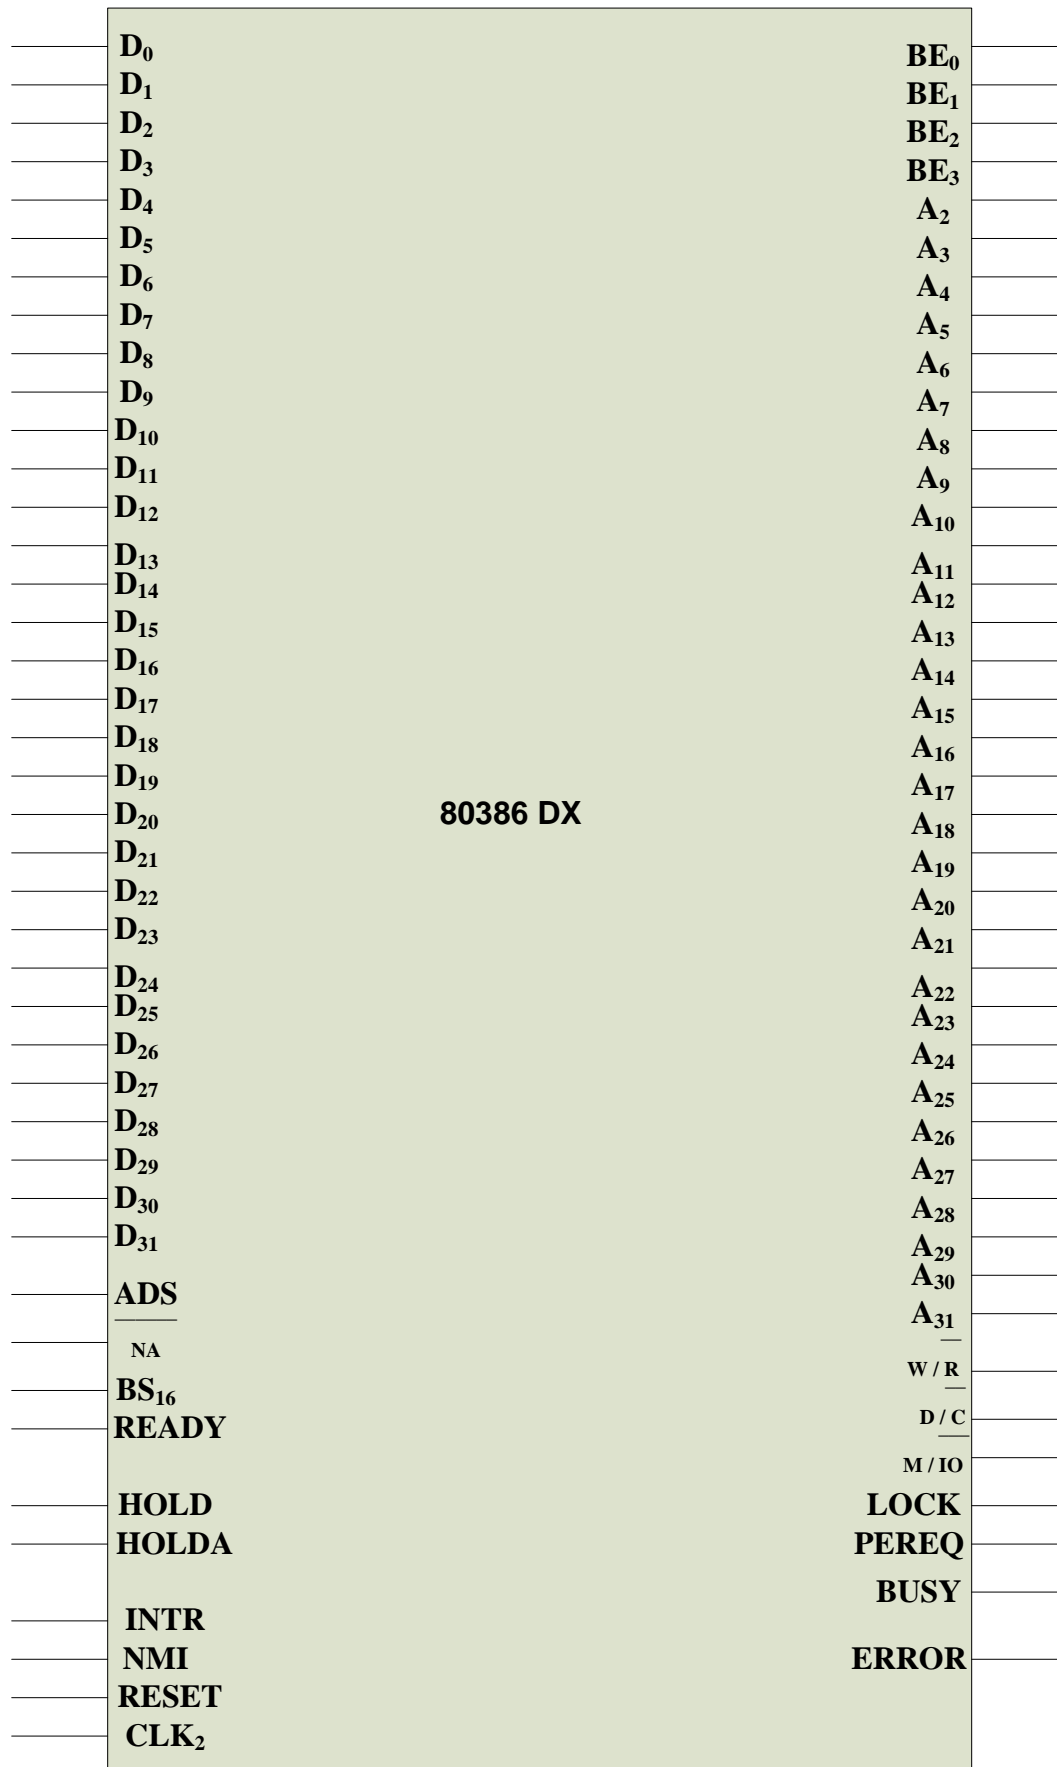 D₀
D₁
D₂
D₃
D₄
D₅
D₆
D₇
D₈
D₉
D₁₀
D₁₁
D₁₂
D₁₃
D₁₄
D₁₅
D₁₆
D₁₇
D₁₈
D₁₉
D₂₀
D₂₁
D₂₂
D₂₃
D₂₄
D₂₅
D₂₆
D₂₇
D₂₈
D₂₉
D₃₀
D₃₁
ADS
NA
BS₁₆
READY
HOLD
HOLDA
INTR
NMI
RESET
CLK₂
80386 DX
BE₀
BE₁
BE₂
BE₃
A₂
A₃
A₄
A₅
A₆
A₇
A₈
A₉
A₁₀
A₁₁
A₁₂
A₁₃
A₁₄
A₁₅
A₁₆
A₁₇
A₁₈
A₁₉
A₂₀
A₂₁
A₂₂
A₂₃
A₂₄
A₂₅
A₂₆
A₂₇
A₂₈
A₂₉
A₃₀
A₃₁
W / R̅
D / C̅
M / I̅O̅
LOCK
PEREQ
BUSY
ERROR